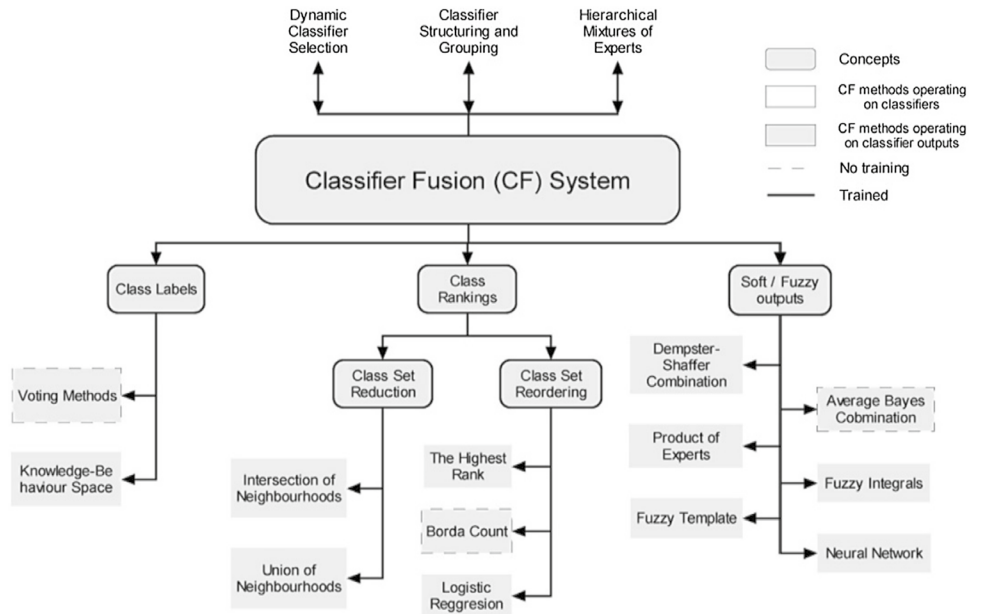 Dynamic
Classifier
Selection
Classifier
Structuring and
Grouping
Hierarchical
Mixtures of
Experts
Concepts
CF methods operating
on classifiers
CF methods operating
on classifier outputs
No training
Trained
Classifier Fusion (CF) System
Class Labels
Class
Rankings
Soft / Fuzzy
outputs
Voting Methods
Knowledge-Be
haviour Space
Class Set
Reduction
Class Set
Reordering
Intersection of
Neighbourhoods
Union of
Neighbourhoods
The Highest
Rank
Borda Count
Logistic
Reggresion
Dempster-
Shaffer
Combination
Average Bayes
Cobmination
Product of
Experts
Fuzzy Integrals
Fuzzy Template
Neural Network